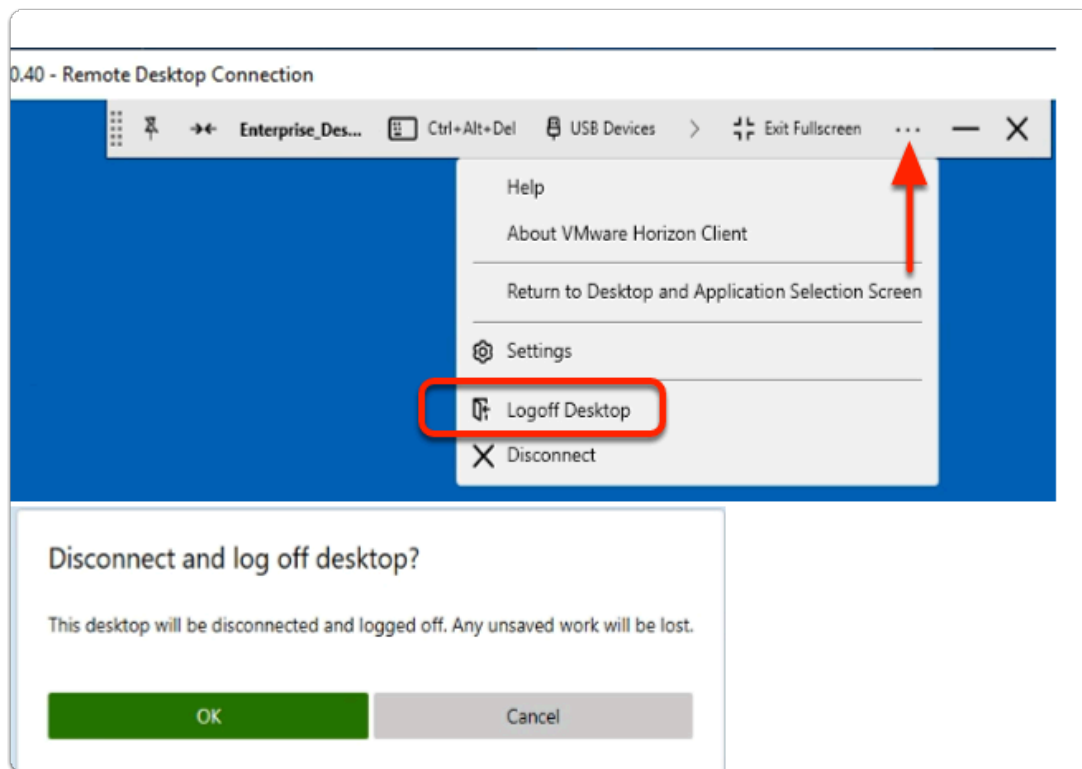 0.40 - Remote Desktop Connection
Enterprise_Des... Ctrl+Alt+Del USB Devices > Exit Fullscreen ...
Help
About VMware Horizon Client
Return to Desktop and Application Selection Screen
Settings
Logoff Desktop
Disconnect
Disconnect and log off desktop?
This desktop will be disconnected and logged off. Any unsaved work will be lost.
OK Cancel